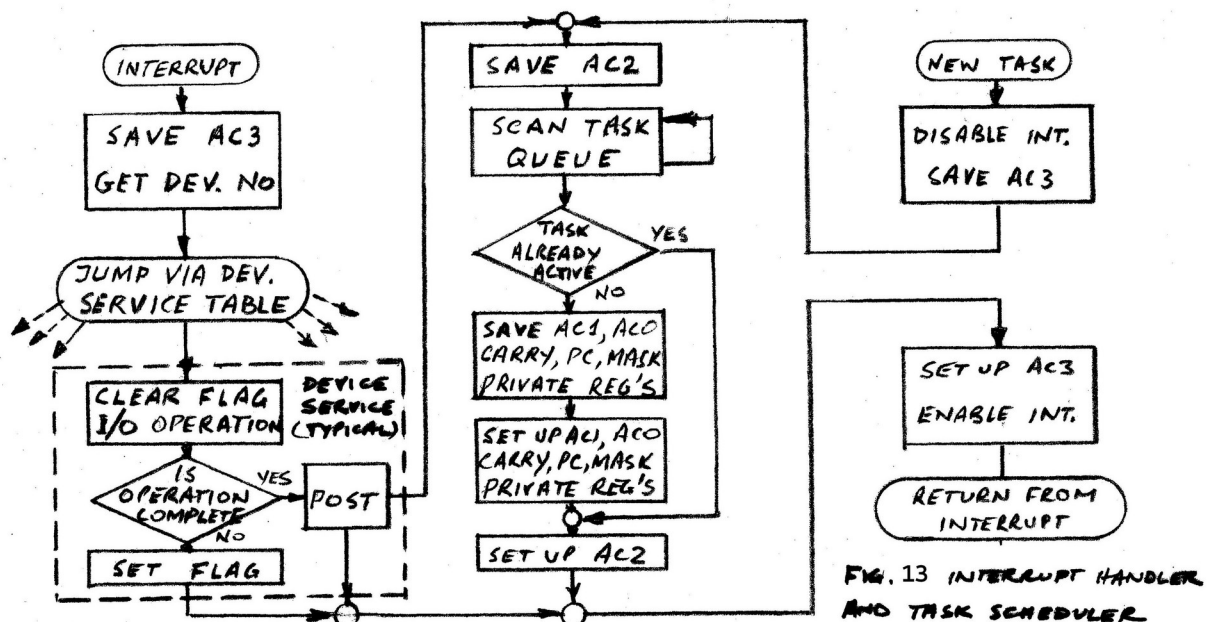 INTERRUPT
SAVE AC3
GET DEV. NO
JUMP VIA DEV.
SERVICE TABLE
DEVICE
SERVICE
(TYPICAL)
CLEAR FLAG
I/O OPERATION
IS
OPERATION
COMPLETE
YES
NO
POST
SET FLAG
SAVE AC2
SCAN TASK
QUEUE
TASK
ALREADY
ACTIVE
YES
NO
SAVE AC1, AC0
CARRY, PC, MASK
PRIVATE REG'S
SET UP AC1, AC0
CARRY, PC, MASK
PRIVATE REG'S
SET UP AC2
NEW TASK
DISABLE INT.
SAVE AC3
SET UP AC3
ENABLE INT.
RETURN FROM
INTERRUPT
FIG. 13 INTERRUPT HANDLER
AND TASK SCHEDULER